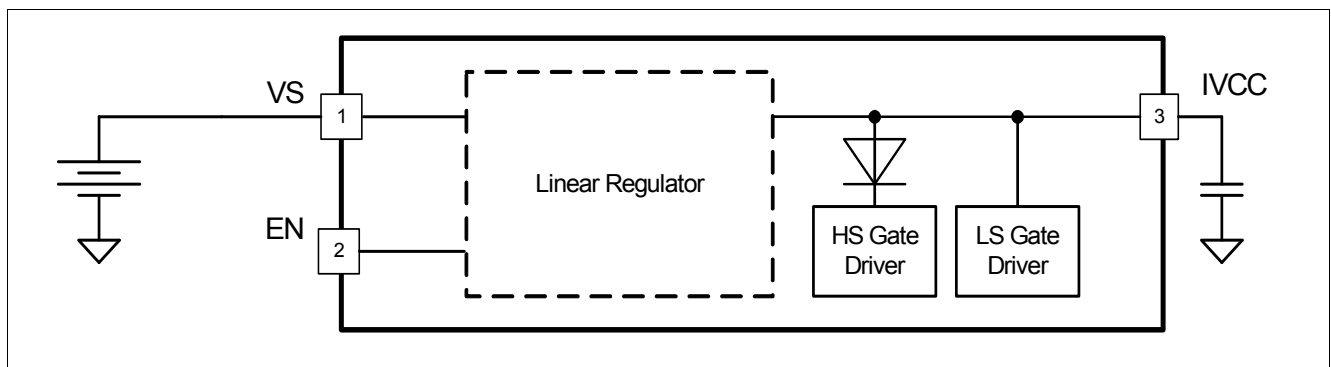 VS
1
EN
2
Linear Regulator
HS Gate
Driver
LS Gate
Driver
3
IVCC